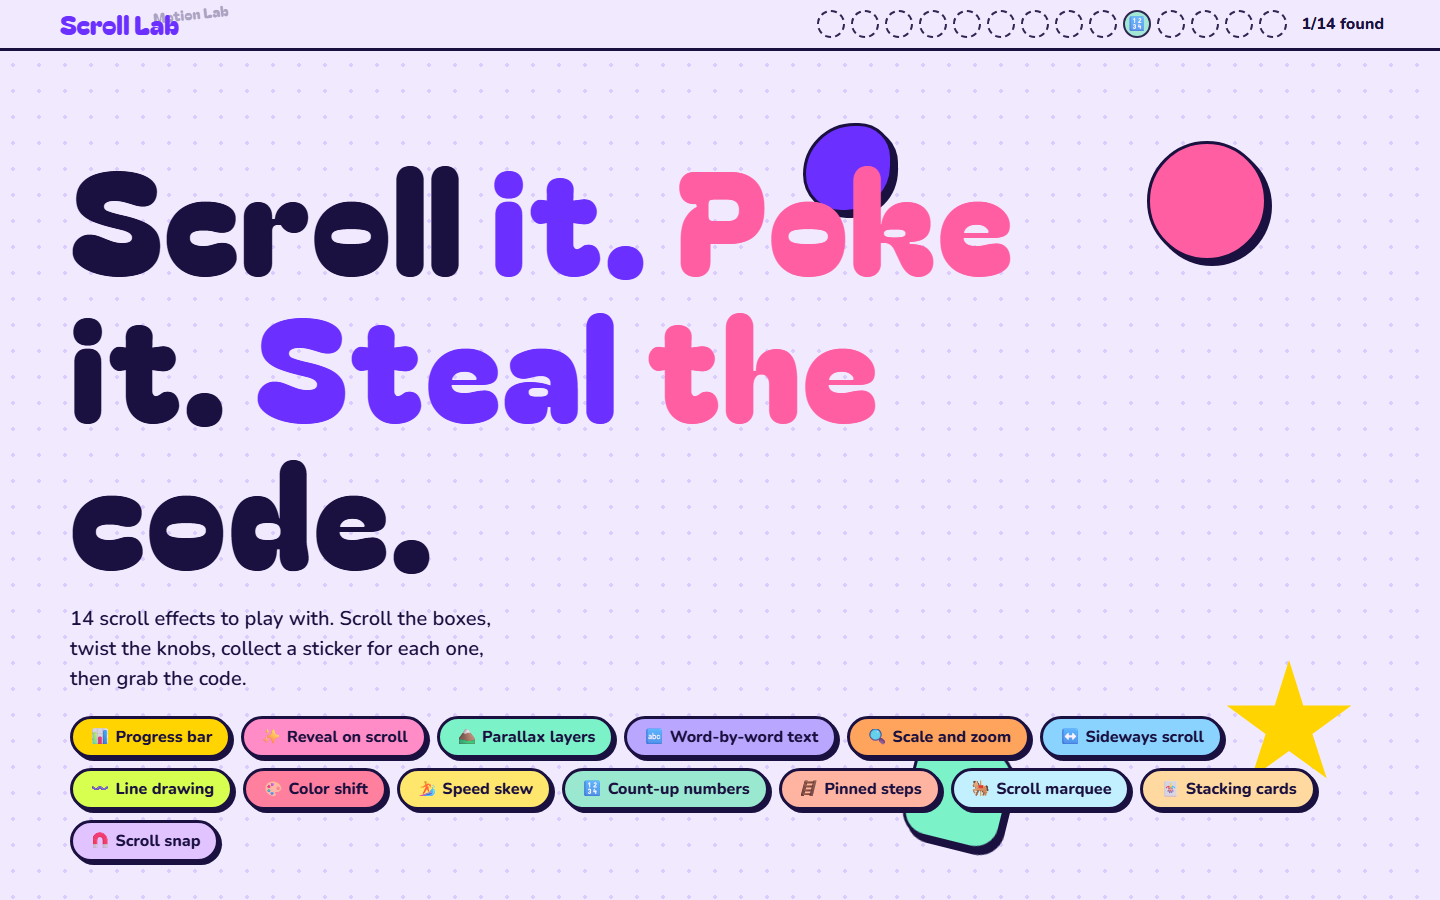 Scroll Lab
Motion Lab
1/14 found
Scroll it. Poke
it. Steal the
code.
14 scroll effects to play with. Scroll the boxes,
twist the knobs, collect a sticker for each one,
then grab the code.
Progress bar
Reveal on scroll
Parallax layers
Word-by-word text
Scale and zoom
Sideways scroll
Line drawing
Color shift
Speed skew
Count-up numbers
Pinned steps
Scroll marquee
Stacking cards
Scroll snap